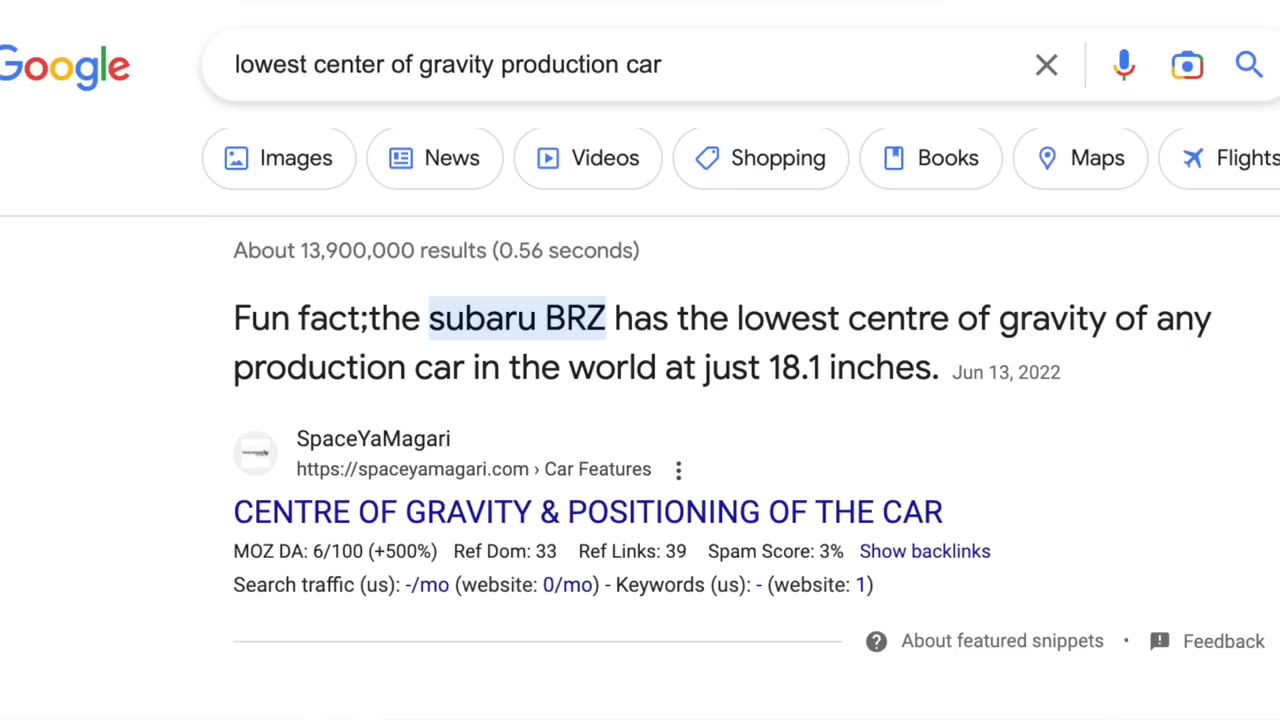 Google
lowest center of gravity production car
Images
News
Videos
Shopping
Books
Maps
Flights
About 13,900,000 results (0.56 seconds)
Fun fact;the subaru BRZ has the lowest centre of gravity of any
production car in the world at just 18.1 inches. Jun 13, 2022
SpaceYaMagari
https://spaceyamagari.com › Car Features
CENTRE OF GRAVITY & POSITIONING OF THE CAR
MOZ DA: 6/100 (+500%) Ref Dom: 33 Ref Links: 39 Spam Score: 3% Show backlinks
Search traffic (us): -/mo (website: 0/mo) - Keywords (us): - (website: 1)
About featured snippets • Feedback